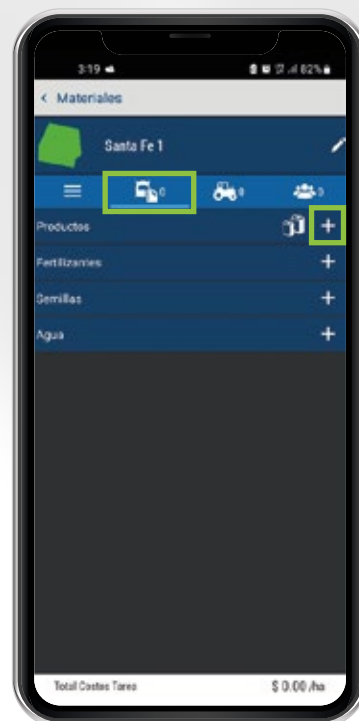 3:19 82%
< Materiales
Santa Fe 1
0 0 0
Productos +
Fertilizantes +
Semillas +
Agua +
Total Costos Tarea $ 0.00 /ha